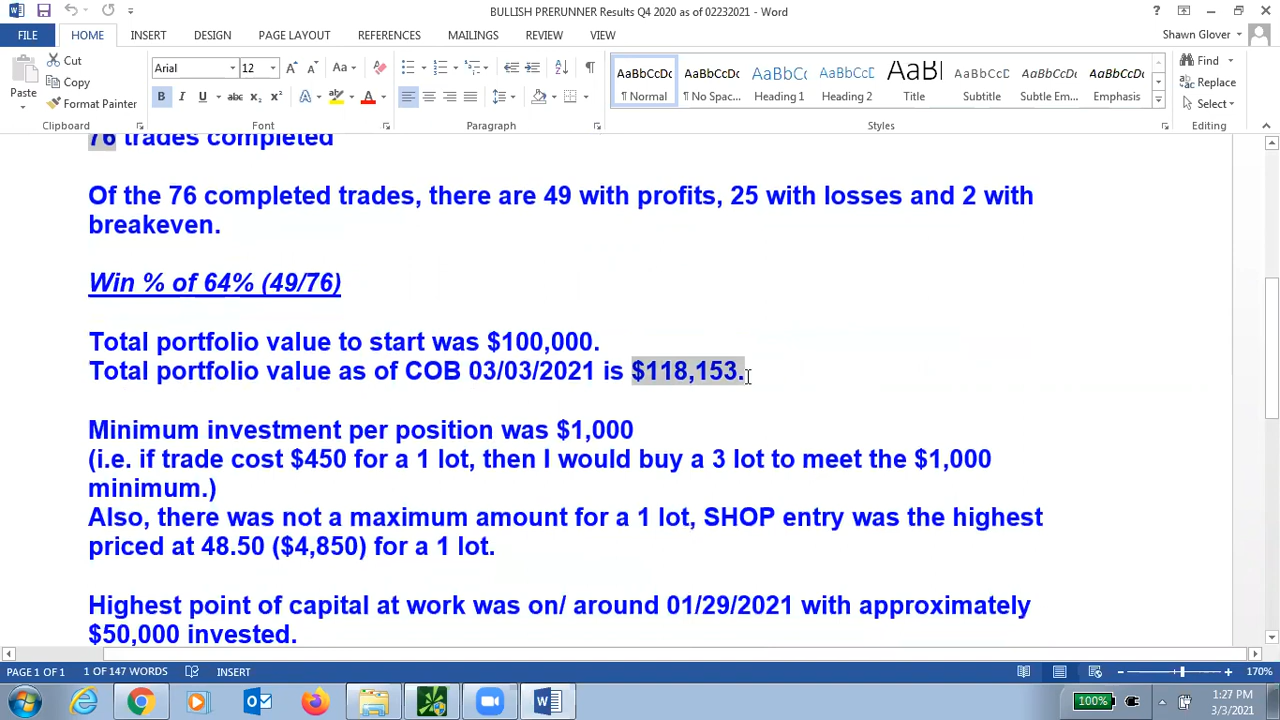 BULLISH PRERUNNER Results Q4 2020 as of 02232021 - Word
FILE HOME INSERT DESIGN PAGE LAYOUT REFERENCES MAILINGS REVIEW VIEW Shawn Glover
Cut
Copy
Format Painter
Paste
Arial 12
AaBbCcDc AaBbCcDc AaBbCc AaBbCc AaBl AaBbCcD AaBbCcDc
¶ Normal ¶ No Spac... Heading 1 Heading 2 Title Subtitle Subtle Em... Emphasis
Find
Replace
Select
Clipboard Font Paragraph Styles Editing
76 trades completed
Of the 76 completed trades, there are 49 with profits, 25 with losses and 2 with
breakeven.
Win % of 64% (49/76)
Total portfolio value to start was $100,000.
Total portfolio value as of COB 03/03/2021 is $118,153.
Minimum investment per position was $1,000
(i.e. if trade cost $450 for a 1 lot, then I would buy a 3 lot to meet the $1,000
minimum.)
Also, there was not a maximum amount for a 1 lot, SHOP entry was the highest
priced at 48.50 ($4,850) for a 1 lot.
Highest point of capital at work was on/ around 01/29/2021 with approximately
$50,000 invested.
PAGE 1 OF 1 1 OF 147 WORDS INSERT 170%
100% 1:27 PM
3/3/2021